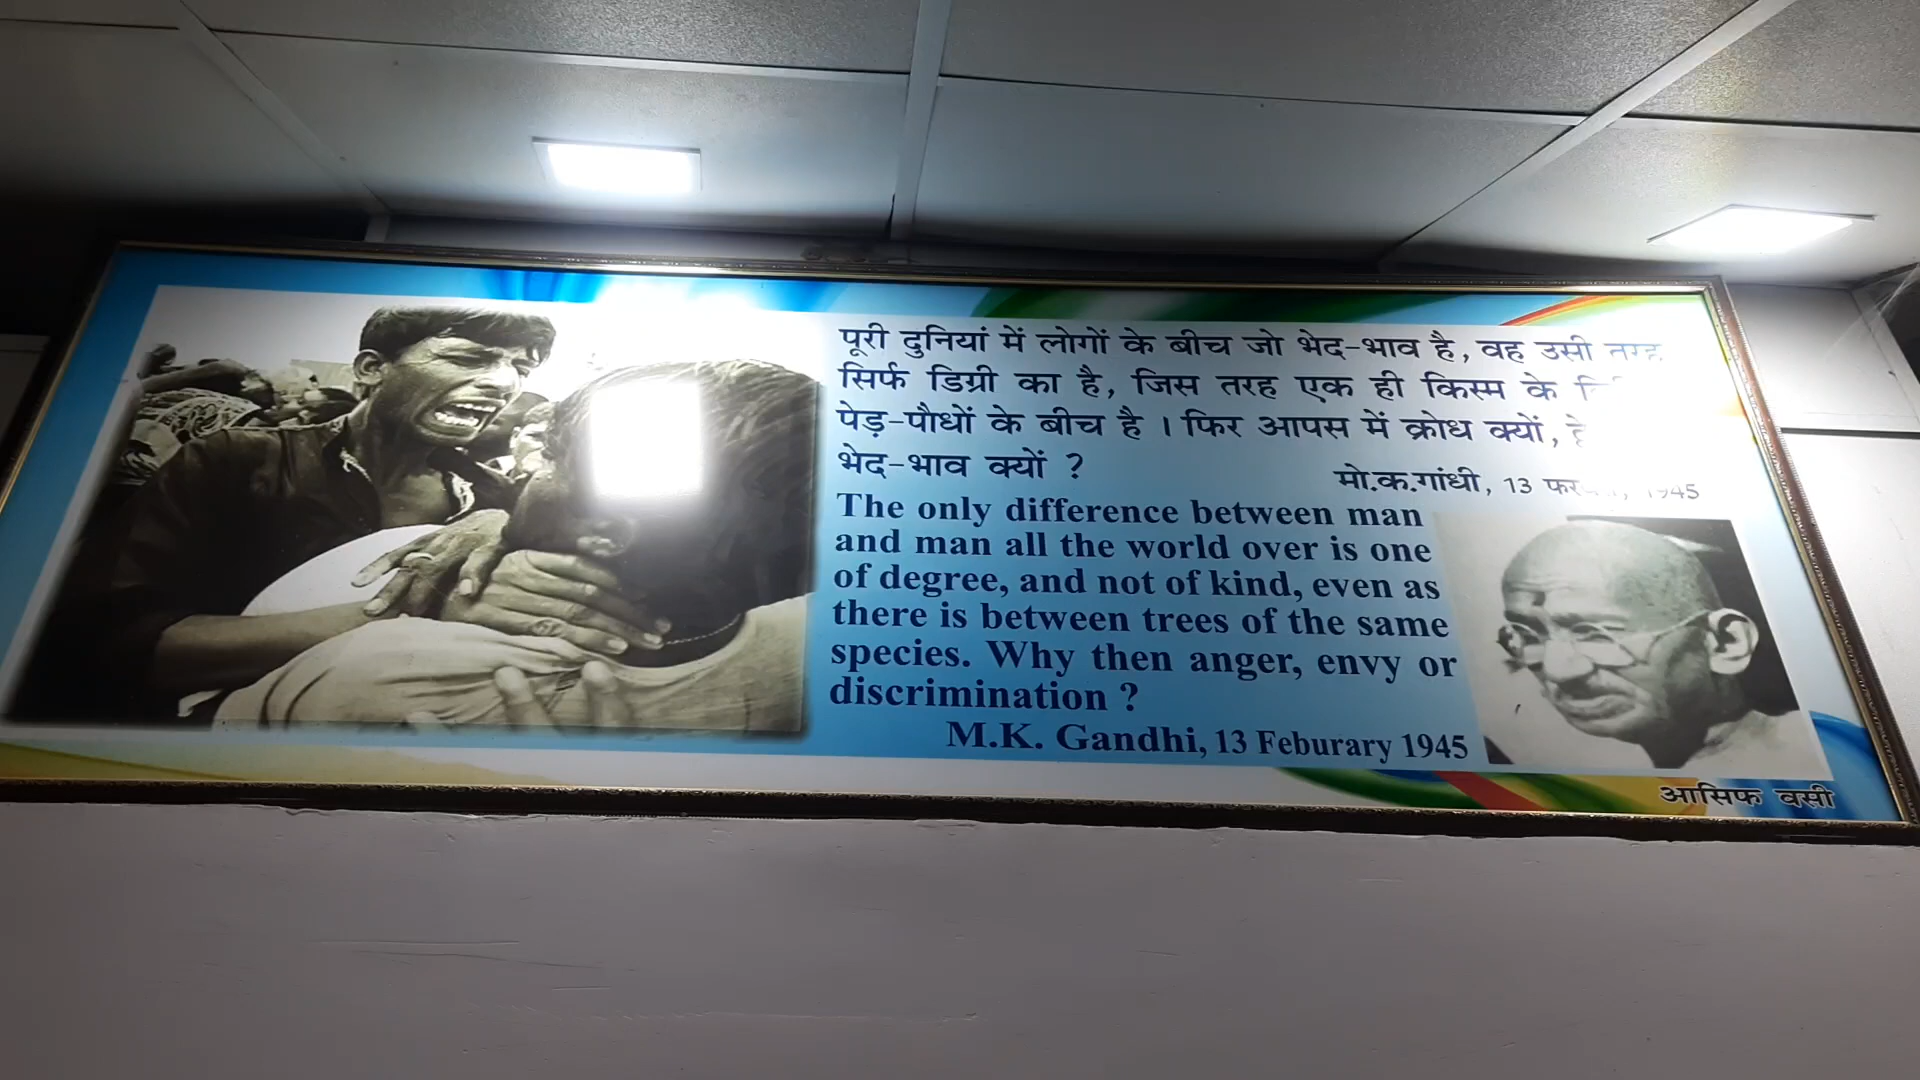 पूरी दुनियां में लोगों के बीच जो भेद-भाव है, वह उसी तरह
सिर्फ डिग्री का है, जिस तरह एक ही किस्म के
पेड़-पौधों के बीच है । फिर आपस में क्रोध क्यों,
भेद-भाव क्यों ?
मो.क.गांधी, 13 1945
The only difference between man
and man all the world over is one
of degree, and not of kind, even as
there is between trees of the same
species. Why then anger, envy or
discrimination ?
M.K. Gandhi, 13 Feburary 1945
आसिफ वसी